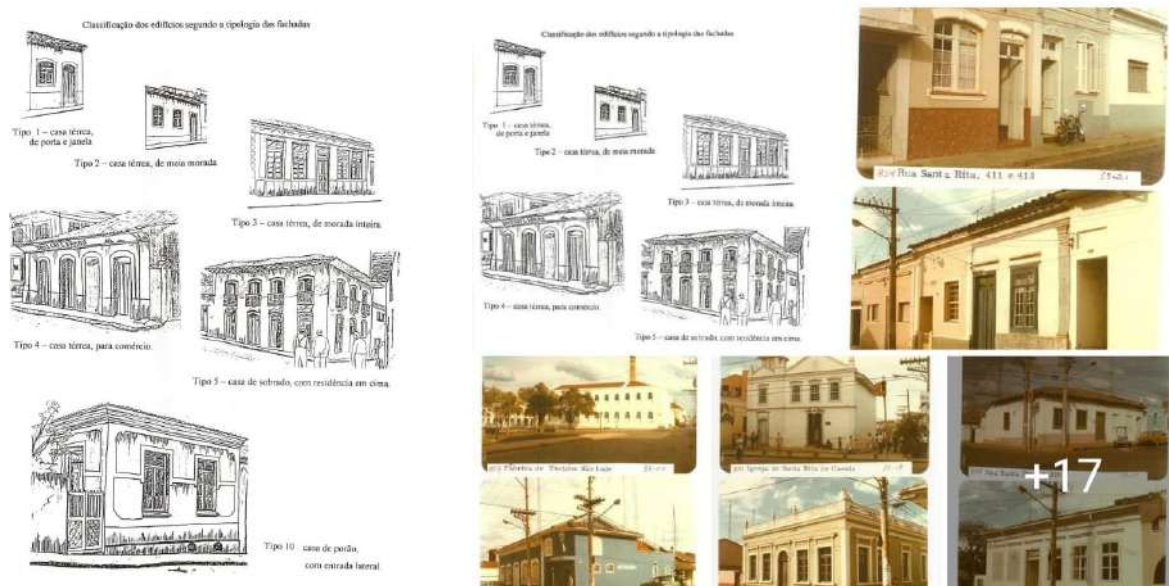 Classificação dos edifícios segundo a tipologia das fachadas
Tipo 1 – casa térrea,
de porta e janela
Tipo 2 – casa térrea, de meia morada
Tipo 3 – casa térrea, de morada inteira
Tipo 4 – casa térrea, para comércio.
Tipo 5 – casa de sobrado, com residência em cima.
Tipo 10 casa de porão,
com entrada lateral
Classificação dos edifícios segundo a tipologia das fachadas
Tipo 1 – casa térrea,
de porta e janela
Tipo 2 – casa térrea, de meia morada
Tipo 3 – casa térrea, de morada inteira
Tipo 4 – casa térrea, para comércio
Tipo 5 – casa de sobrado, com residência em cima.
Rua Santa Rita, 411 e 413
Fábrica de Tecidos São Luiz
Igreja de Santa Rita de Cassia
+17